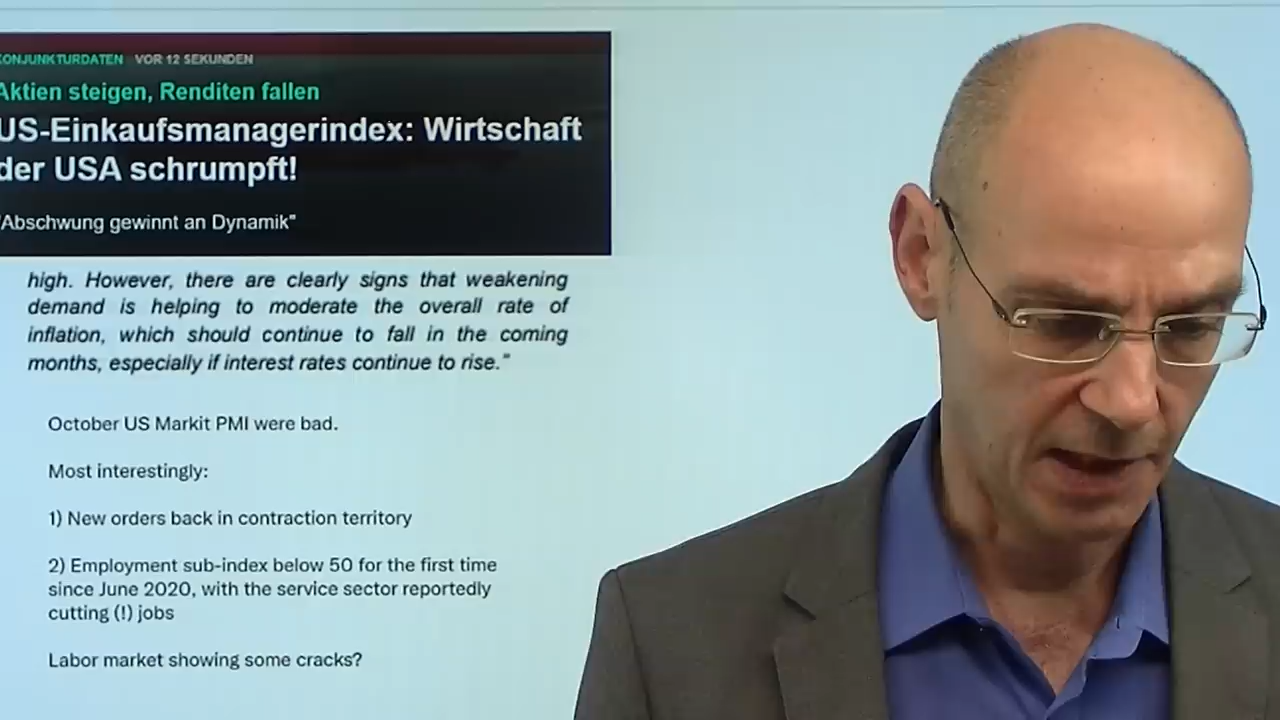 KONJUNKTURDATEN VOR 12 SEKUNDEN
Aktien steigen, Renditen fallen
US-Einkaufsmanagerindex: Wirtschaft
der USA schrumpft!
"Abschwung gewinnt an Dynamik"
high. However, there are clearly signs that weakening
demand is helping to moderate the overall rate of
inflation, which should continue to fall in the coming
months, especially if interest rates continue to rise."
October US Markit PMI were bad.
Most interestingly:
1) New orders back in contraction territory
2) Employment sub-index below 50 for the first time
since June 2020, with the service sector reportedly
cutting (!) jobs
Labor market showing some cracks?